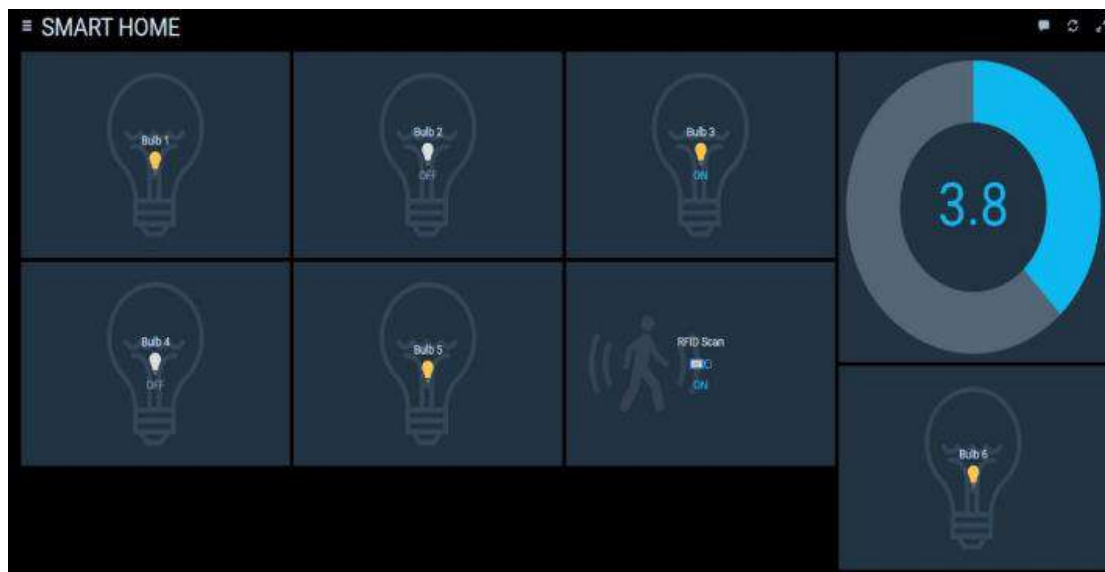 SMART HOME
Bulb 1
Bulb 2
OFF
Bulb 3
ON
3.8
Bulb 4
OFF
Bulb 5
RFID Scan
ON
Bulb 6